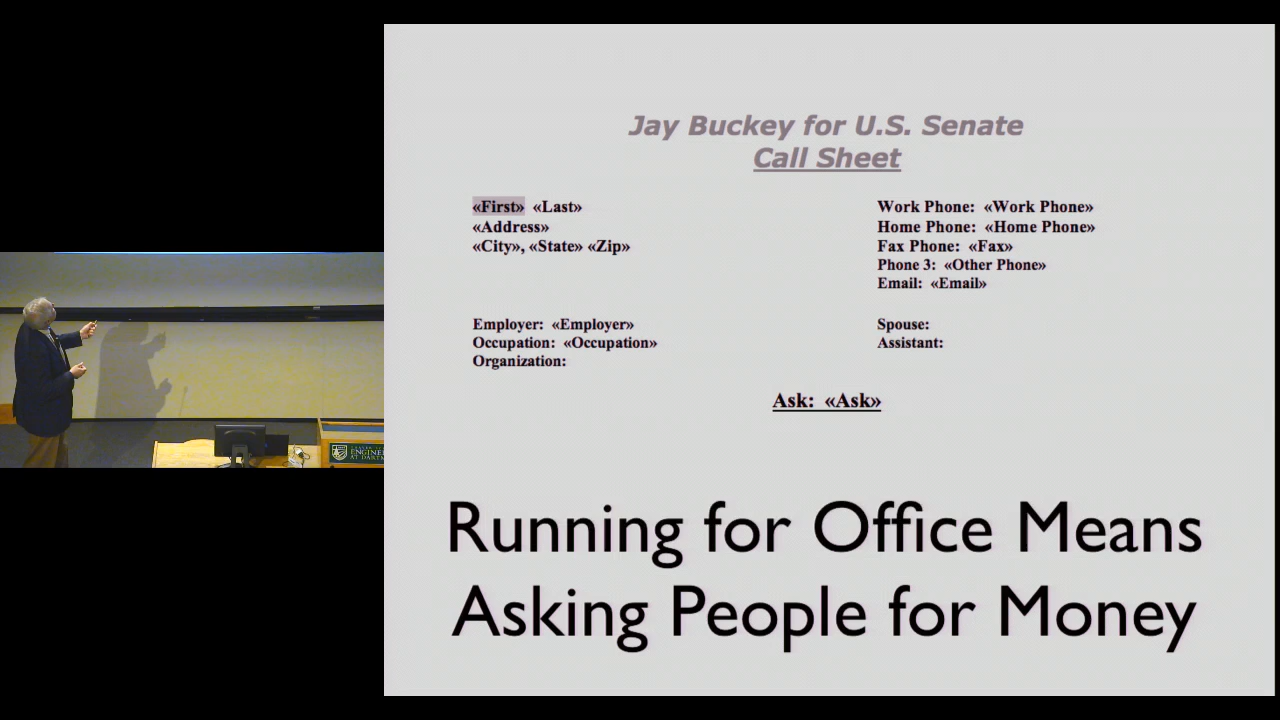 Jay Buckey for U.S. Senate
Call Sheet
«First» «Last»
«Address»
«City», «State» «Zip»
Work Phone: «Work Phone»
Home Phone: «Home Phone»
Fax Phone: «Fax»
Phone 3: «Other Phone»
Email: «Email»
Employer: «Employer»
Occupation: «Occupation»
Organization:
Spouse:
Assistant:
Ask: «Ask»
Running for Office Means
Asking People for Money